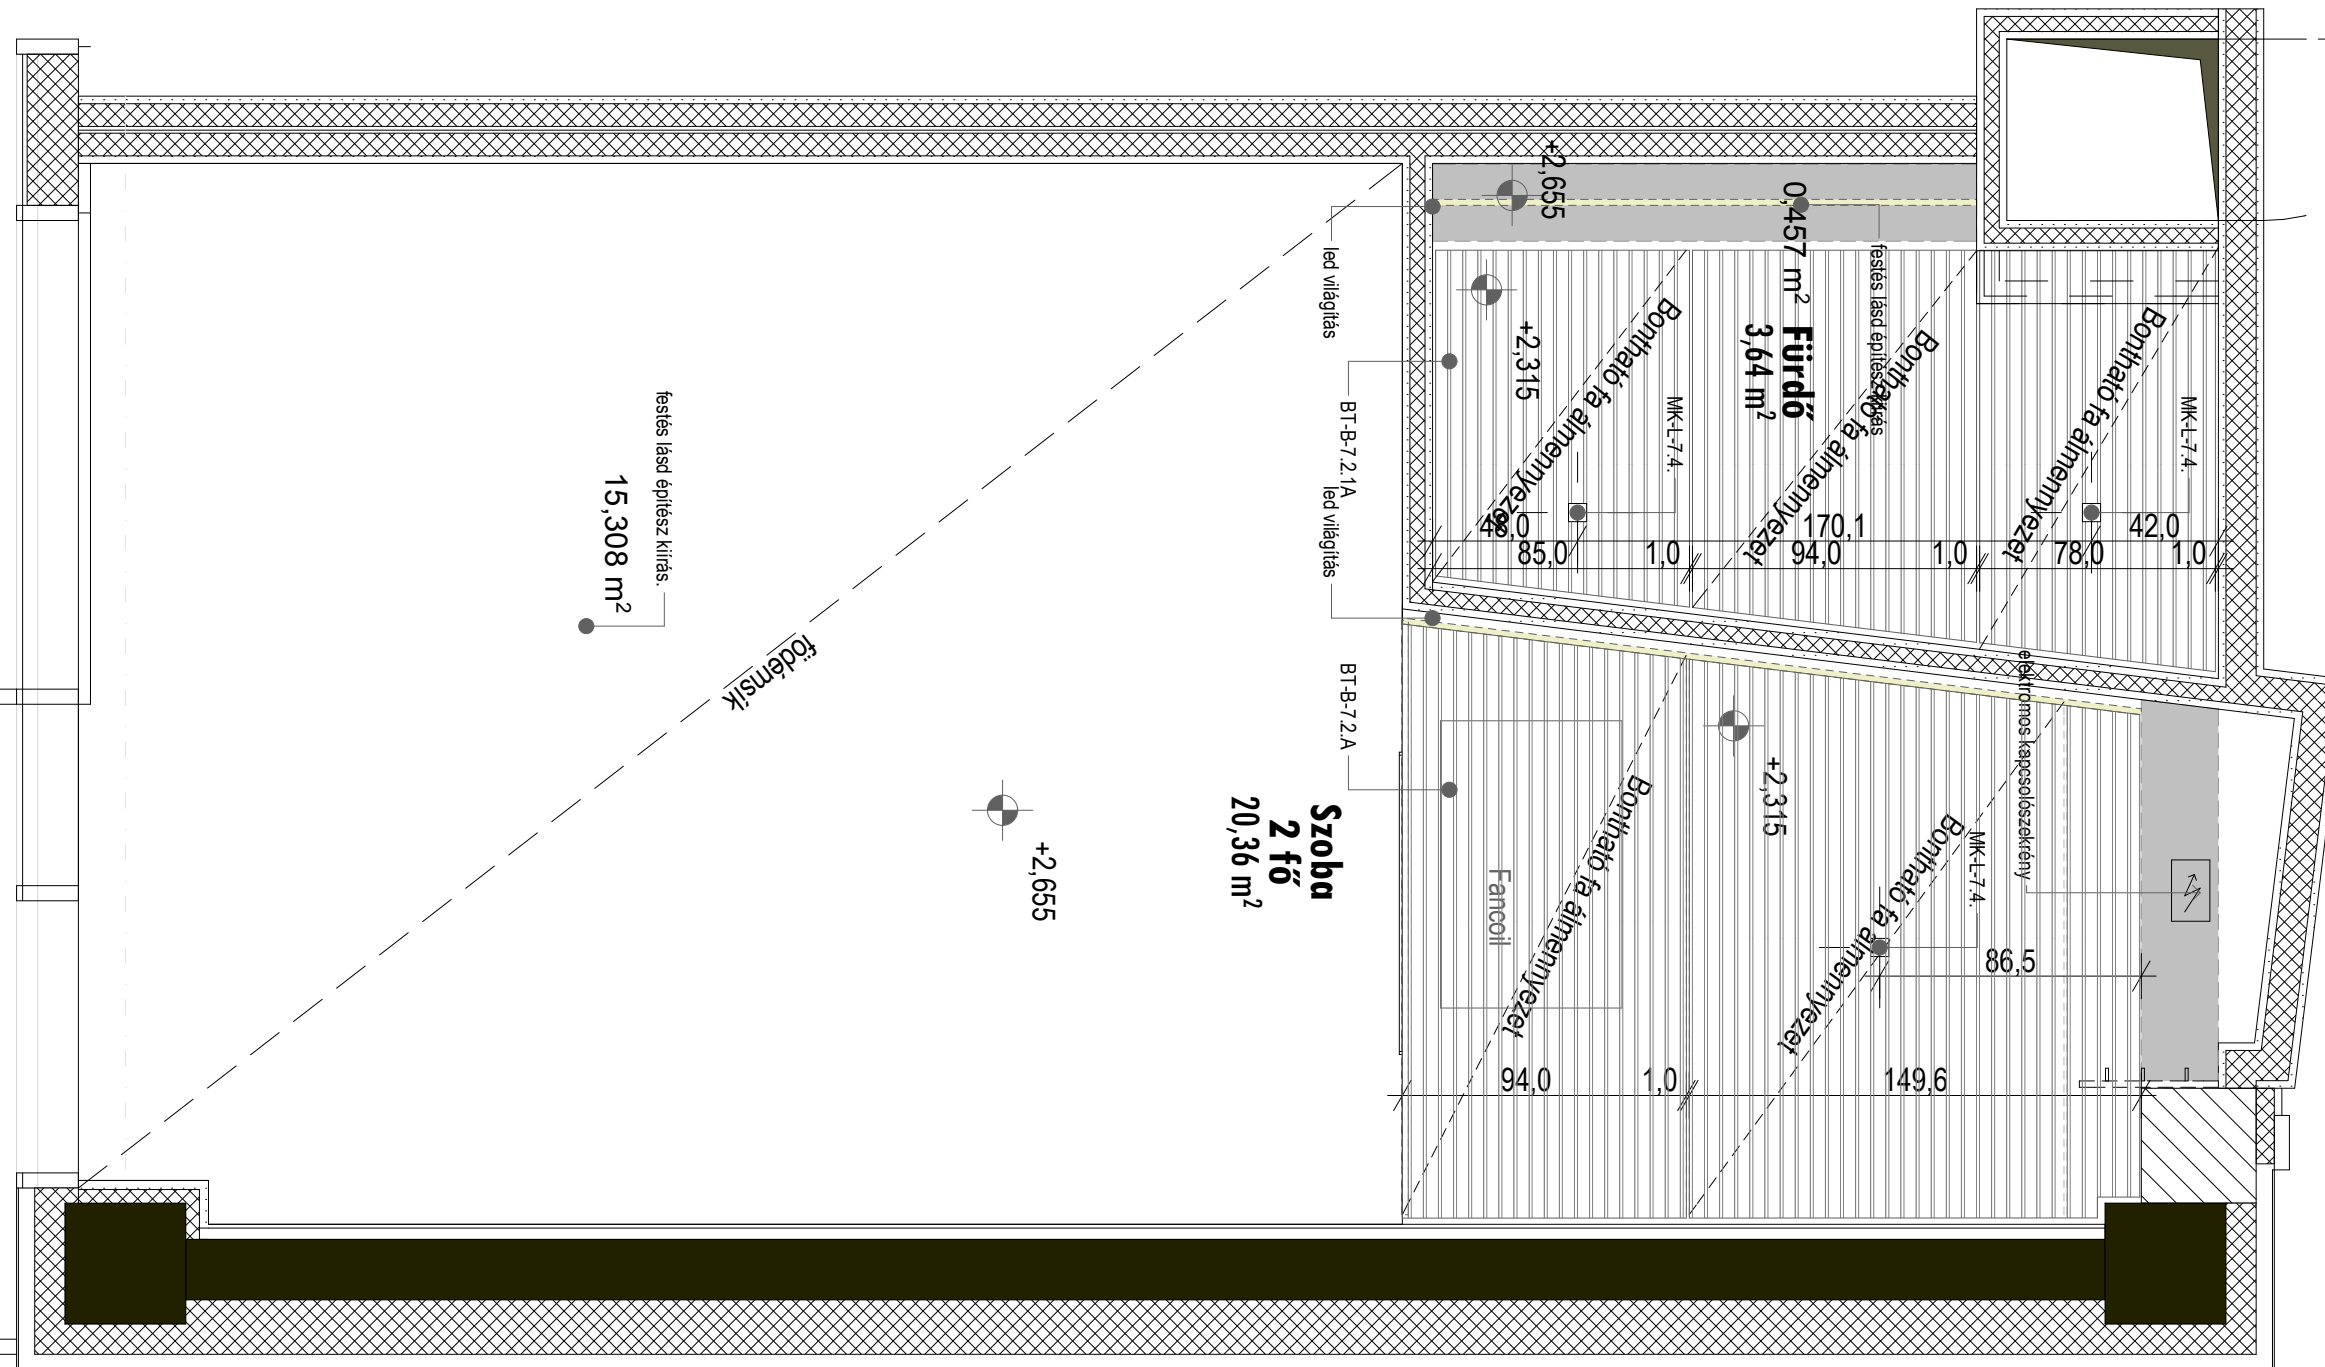 +2,655
0,457 m²
festés lásd építész kiírás
led világítás
+2,315
Fürdő
3,64 m²
Bontható fa álmennyezet
Bontható fa álmennyezet
Bontható fa álmennyezet
MK-L-7.4.
MK-L-7.4.
BT-B-7.2.1A
led világítás
48,0
170,1
42,0
85,0
1,0
94,0
1,0
78,0
1,0
festés lásd építész kiírás.
15,308 m²
födémsík
+2,655
Szoba
2 fő
20,36 m²
BT-B-7.2.A
elektromos kapcsolószekrény
+2,315
Bontható fa álmennyezet
Bontható fa álmennyezet
MK-L-7.4.
Fancoil
86,5
94,0
1,0
149,6